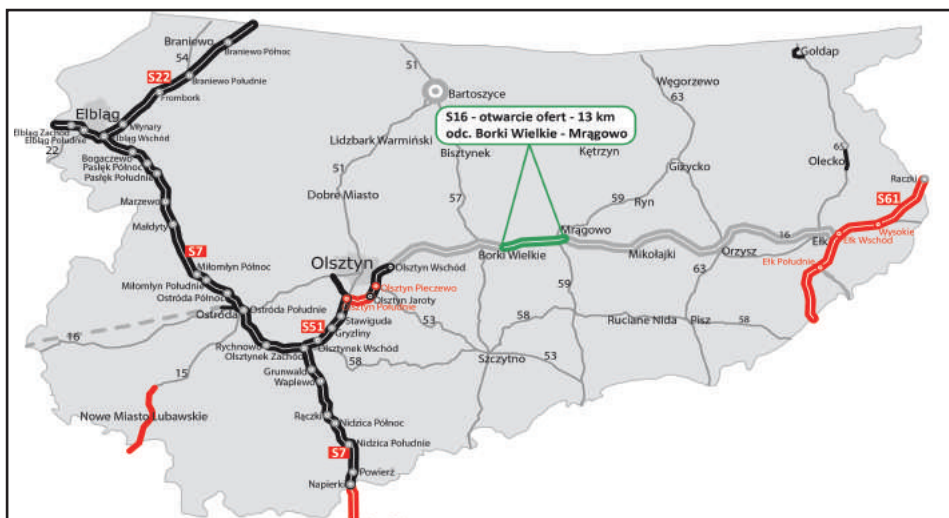 Braniewo
Braniewo Północ
54
Braniewo Południe
S22
Frombork
Elbląg
Młynary
Elbląg Zachód
Elbląg Wschód
Elbląg Południe
22
Bogaczewo
Pasłęk Północ
Pasłęk Południe
Marzewo
Małdyty
S7
Miłomłyn Północ
Miłomłyn Południe
Ostróda Północ
Ostróda Południe
Ostróda
16
15
Rychnowo
Olsztynek Zachód
Olsztynek Wschód
S51
Gryźliny
Stawiguda
Olsztyn
Olsztyn Wschód
Olsztyn Pieczewo
Olsztyn Jaroty
Olsztyn Południe
58
53
Grunwald
Waplewo
Rączki
Nidzica Północ
Nidzica Południe
S7
Powierż
Napierki
Nowe Miasto Lubawskie
51
Bartoszyce
S16 - otwarcie ofert - 13 km
odc. Borki Wielkie - Mrągowo
Lidzbark Warmiński
Bisztynek
Kętrzyn
51
Dobre Miasto
57
Węgorzewo
63
Giżycko
59
Ryn
Mrągowo
Borki Wielkie
Mikołajki
Orzysz
16
63
59
58
Ruciane Nida
Pisz
58
Szczytno
53
Gołdap
65
Olecko
Raczki
S61
Wysokie
Ełk
Ełk Wschód
Ełk Południe